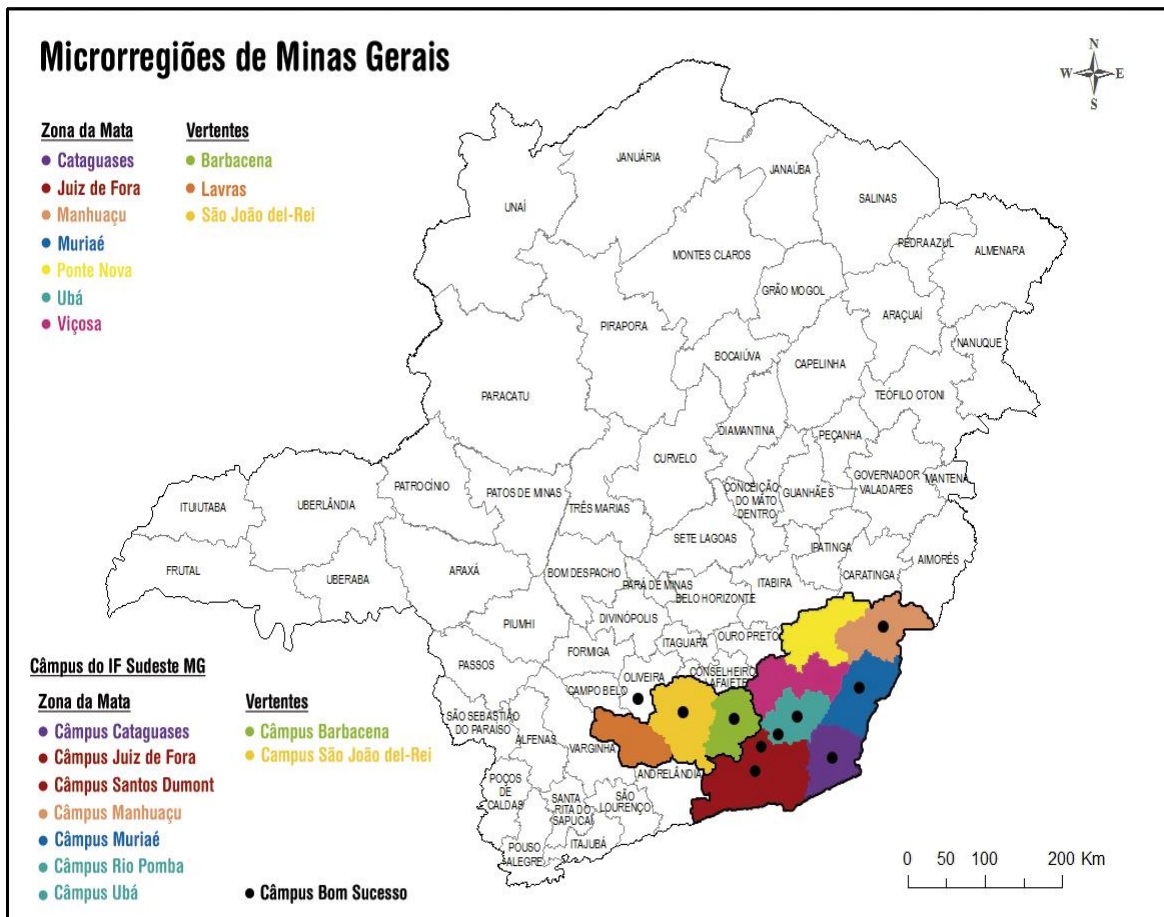 Microrregiões de Minas Gerais
N
W E
S
Zona da Mata
Cataguases
Juiz de Fora
Manhuaçu
Muriaé
Ponte Nova
Ubá
Viçosa
Vertentes
Barbacena
Lavras
São João del-Rei
JANUÁRIA
JANAÚBA
SALINAS
UNAÍ
PEDRA AZUL
ALMENARA
MONTES CLAROS
GRÃO MOGOL
ARAÇUAÍ
PIRAPORA
NANUQUE
BOCAIÚVA
CAPELINHA
PARACATU
TEÓFILO OTONI
DIAMANTINA
PEÇANHA
CURVELO
GOVERNADOR
VALADARES
MANTENA
PATROCÍNIO
PATOS DE MINAS
CONCEIÇÃO
DO MATO
DENTRO
GUANHÃES
ITUIUTABA
UBERLÂNDIA
TRÊS MARIAS
SETE LAGOAS
IPATINGA
AIMORÉS
FRUTAL
UBERABA
ARAXÁ
BOM DESPACHO
PARÁ DE MINAS
BELO HORIZONTE
ITABIRA
CARATINGA
PIUMHI
DIVINÓPOLIS
ITAGUARA
OURO PRETO
PASSOS
FORMIGA
OLIVEIRA
CONSELHEIRO
LAFAIETE
CAMPO BELO
SÃO SEBASTIÃO
DO PARAÍSO
ALFENAS
VARGINHA
ANDRELÂNDIA
POÇOS
DE
CALDAS
SANTA
RITA DO
SAPUCAÍ
SÃO
LOURENÇO
POUSO
ALEGRE
ITAJUBÁ
Câmpus do IF Sudeste MG
Zona da Mata
Câmpus Cataguases
Câmpus Juiz de Fora
Câmpus Santos Dumont
Câmpus Manhuaçu
Câmpus Muriaé
Câmpus Rio Pomba
Câmpus Ubá
Vertentes
Câmpus Barbacena
Campus São João del-Rei
Câmpus Bom Sucesso
0 50 100 200 Km